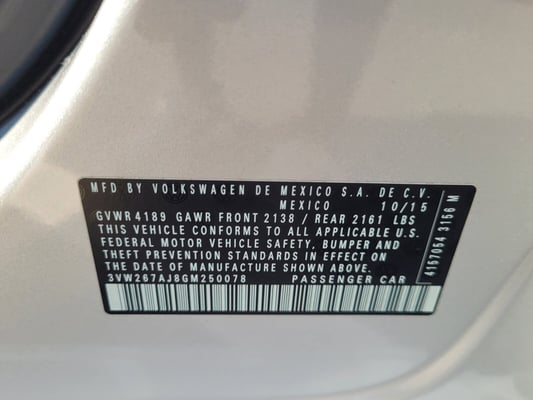 MFD BY VOLKSWAGEN DE MEXICO S.A. DE C.V.
MEXICO 10/15
GVWR 4189 GAWR FRONT 2138 / REAR 2161 LBS
THIS VEHICLE CONFORMS TO ALL APPLICABLE U.S.
FEDERAL MOTOR VEHICLE SAFETY, BUMPER AND
THEFT PREVENTION STANDARDS IN EFFECT ON
THE DATE OF MANUFACTURE SHOWN ABOVE.
3VW267AJ8GM250078 PASSENGER CAR
4157054 3156 M